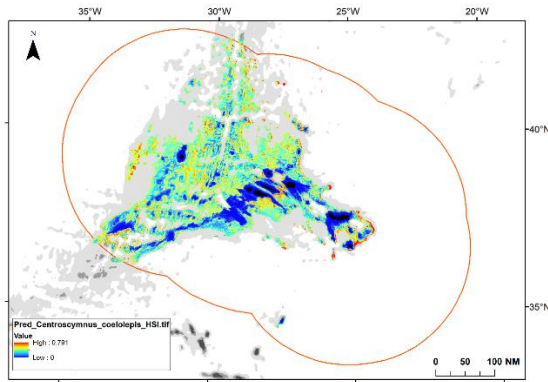 35°W 30°W 25°W 20°W
N
40°N
35°N
Pred_Centroscymnus_coelolepis_HSI.tif
Value
High : 0.791
Low : 0
0 50 100 NM